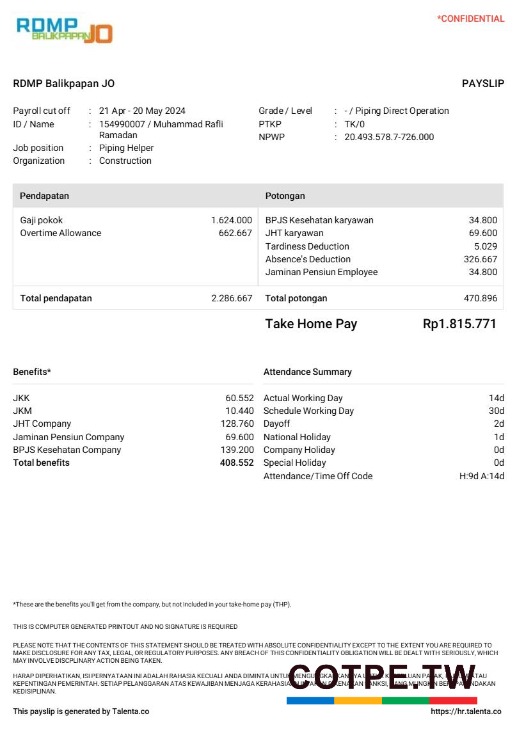 *CONFIDENTIAL
RDMP
BALIKPAPAN JO
RDMP Balikpapan JO PAYSLIP
Payroll cut off : 21 Apr - 20 May 2024 Grade / Level : - / Piping Direct Operation
ID / Name : 154990007 / Muhammad Rafli PTKP : TK/0
Ramadan NPWP : 20.493.578.7-726.000
Job position : Piping Helper
Organization : Construction
Pendapatan Potongan
Gaji pokok 1.624.000 BPJS Kesehatan karyawan 34.800
Overtime Allowance 662.667 JHT karyawan 69.600
Tardiness Deduction 5.029
Absence's Deduction 326.667
Jaminan Pensiun Employee 34.800
Total pendapatan 2.286.667 Total potongan 470.896
Take Home Pay Rp1.815.771
Benefits* Attendance Summary
JKK 60.552 Actual Working Day 14d
JKM 10.440 Schedule Working Day 30d
JHT Company 128.760 Dayoff 2d
Jaminan Pensiun Company 69.600 National Holiday 1d
BPJS Kesehatan Company 139.200 Company Holiday 0d
Total benefits 408.552 Special Holiday 0d
Attendance/Time Off Code H:9d A:14d
*These are the benefits you'll get from the company, but not included in your take-home pay (THP).
THIS IS COMPUTER GENERATED PRINTOUT AND NO SIGNATURE IS REQUIRED
PLEASE NOTE THAT THE CONTENTS OF THIS STATEMENT SHOULD BE TREATED WITH ABSOLUTE CONFIDENTIALITY EXCEPT TO THE EXTENT YOU ARE REQUIRED TO
MAKE DISCLOSURE FOR ANY TAX, LEGAL, OR REGULATORY PURPOSES. ANY BREACH OF THIS CONFIDENTIALITY OBLIGATION WILL BE DEALT WITH SERIOUSLY, WHICH
MAY INVOLVE DISCPLINARY ACTION BEING TAKEN.
HARAP DIPERHATIKAN, ISI PERNYATAAN INI ADALAH RAHASIA KECUALI ANDA DIMINTA UNTUK
KEPENTINGAN PEMERINTAH. SETIAP PELANGGARAN ATAS KEWAJIBAN MENJAGA
KEDISIPLINAN.
COTPE.TW
This payslip is generated by Talenta.co https://hr.talenta.co